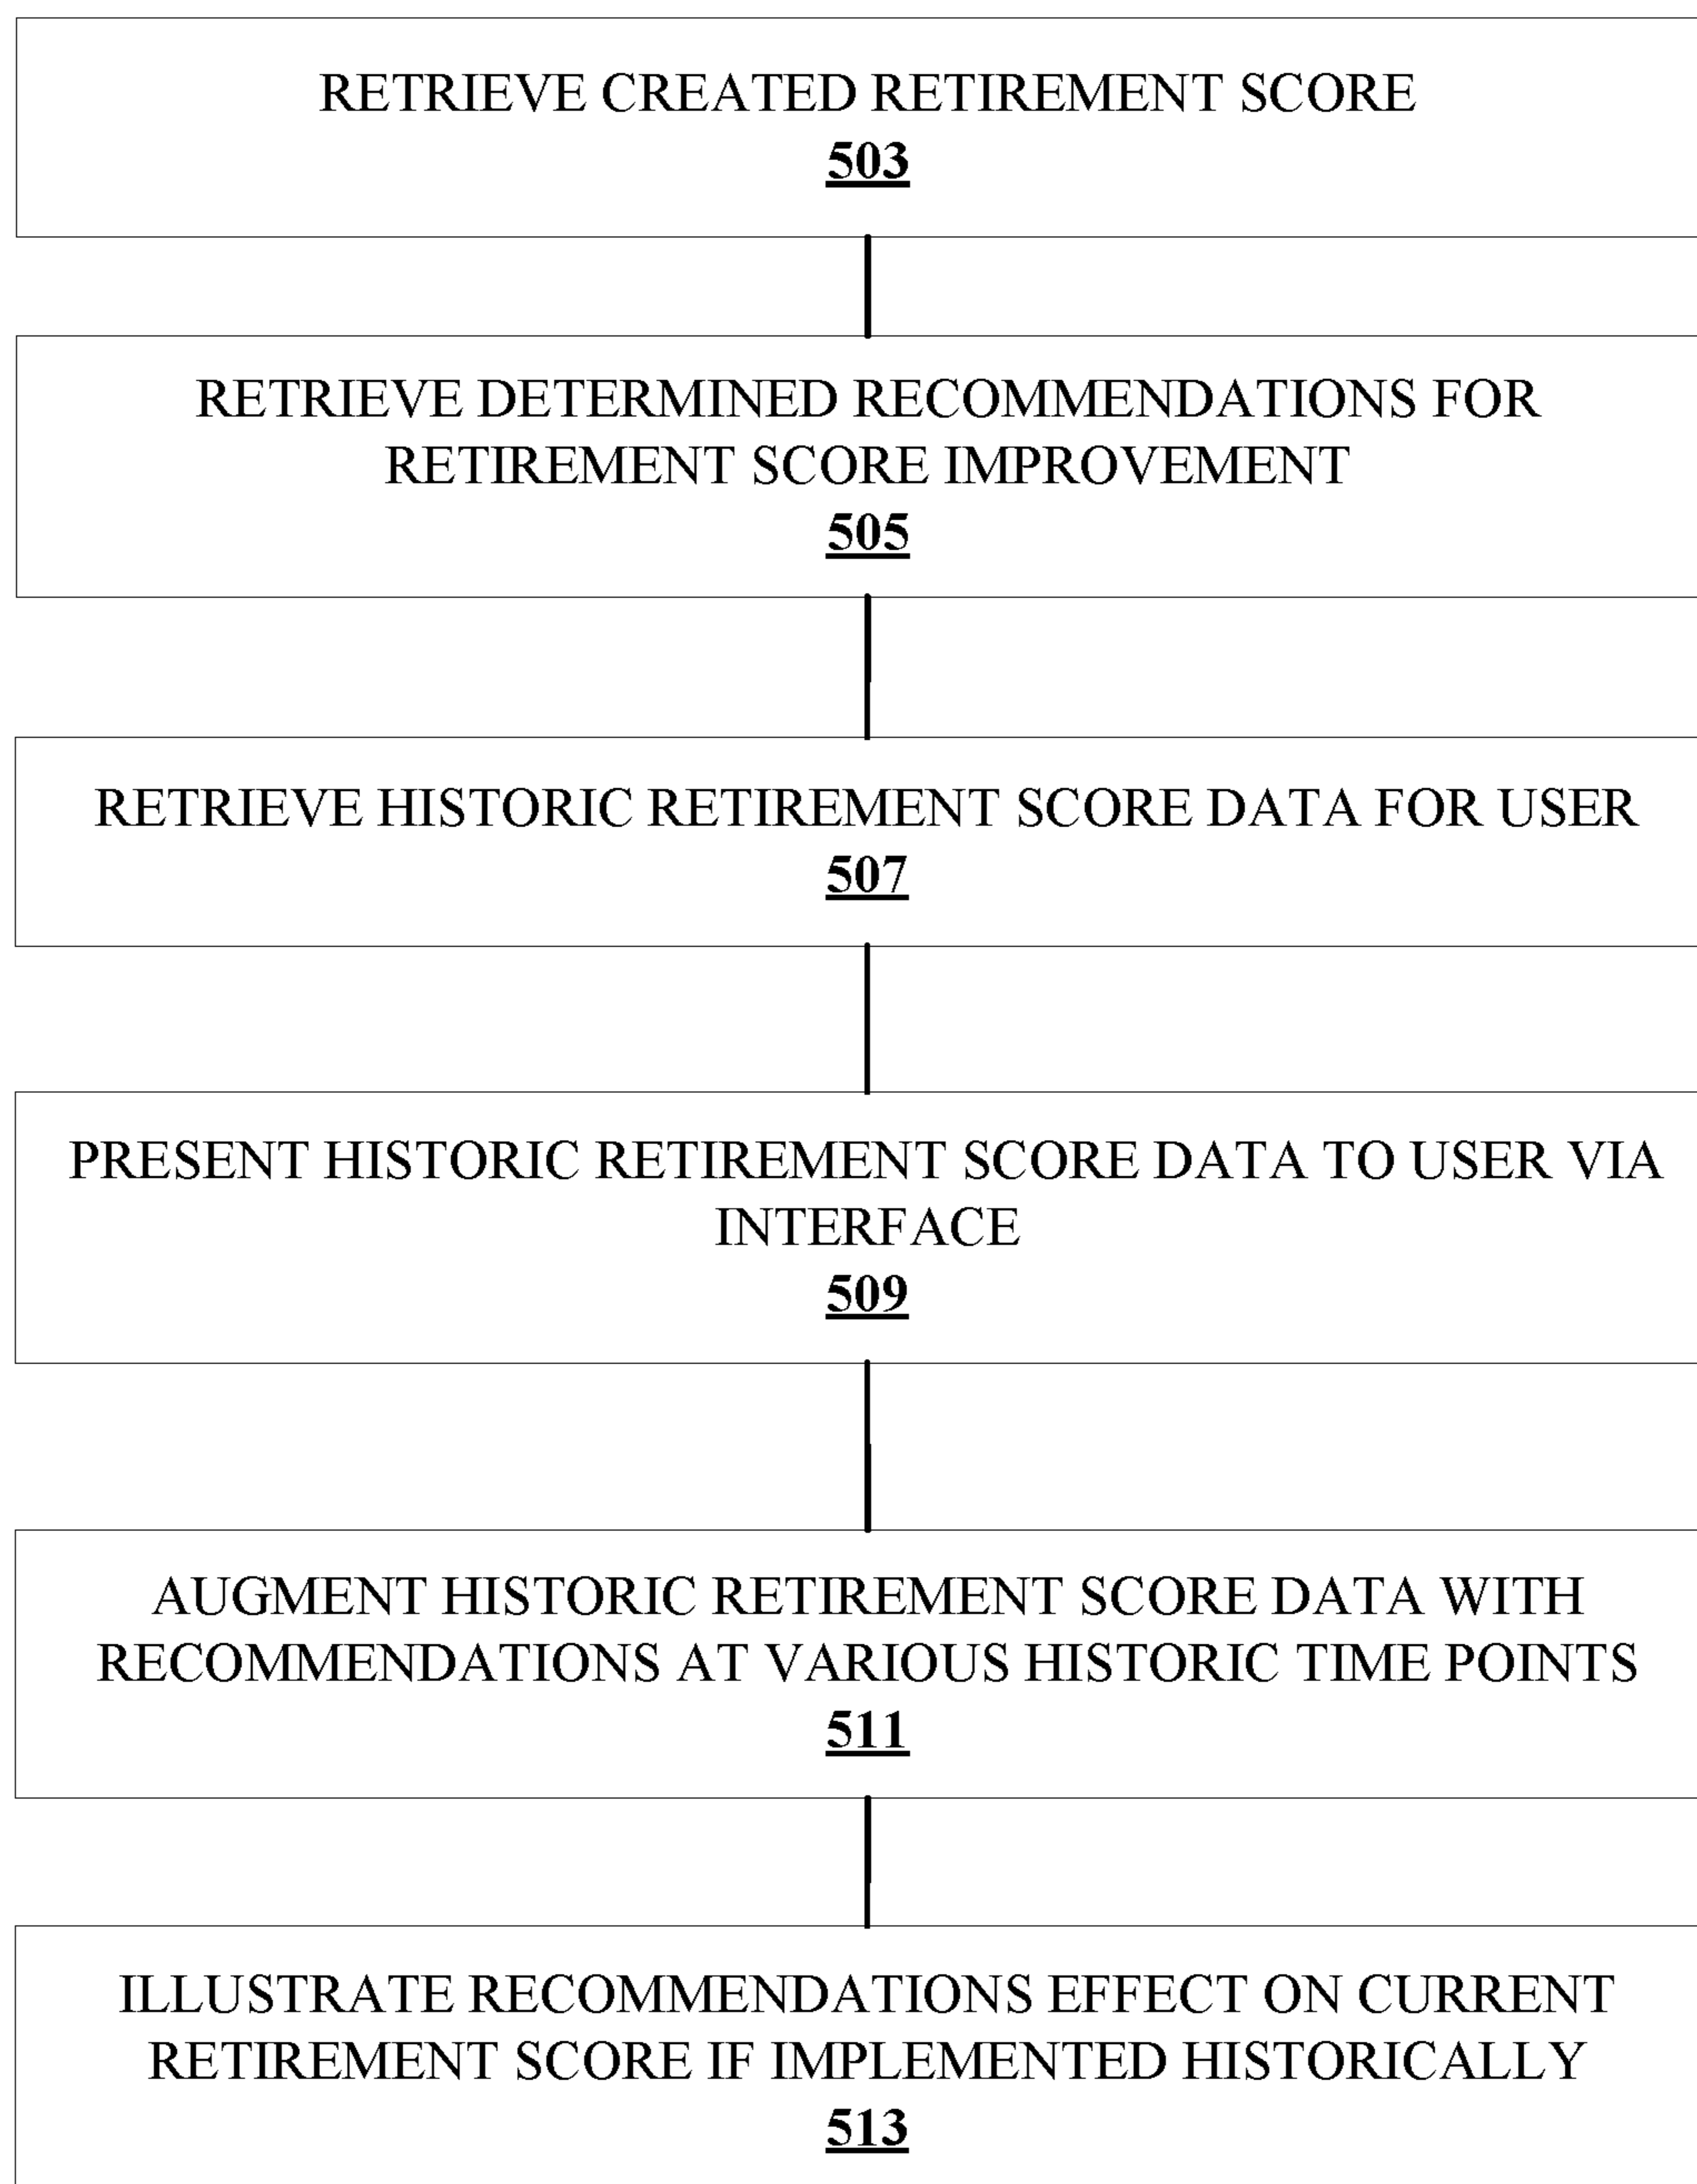 RETRIEVE CREATED RETIREMENT SCORE
503
RETRIEVE DETERMINED RECOMMENDATIONS FOR
RETIREMENT SCORE IMPROVEMENT
505
RETRIEVE HISTORIC RETIREMENT SCORE DATA FOR USER
507
PRESENT HISTORIC RETIREMENT SCORE DATA TO USER VIA
INTERFACE
509
AUGMENT HISTORIC RETIREMENT SCORE DATA WITH
RECOMMENDATIONS AT VARIOUS HISTORIC TIME POINTS
511
ILLUSTRATE RECOMMENDATIONS EFFECT ON CURRENT
RETIREMENT SCORE IF IMPLEMENTED HISTORICALLY
513